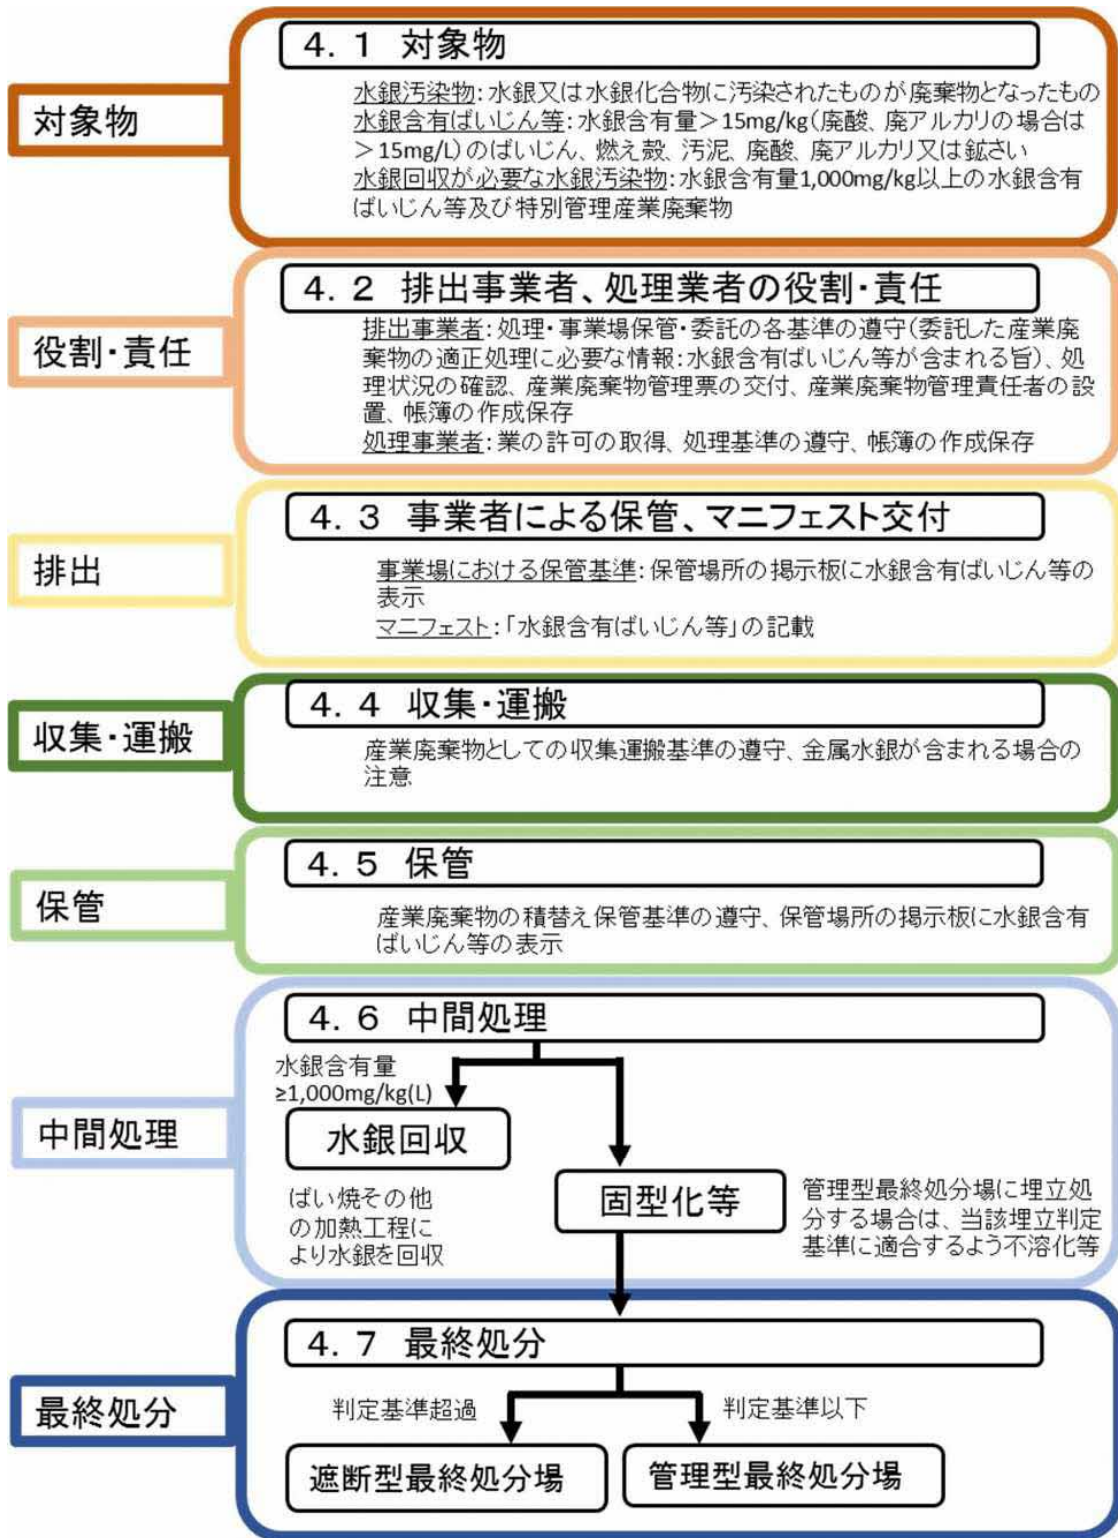 対象物
4．1 対象物
水銀汚染物：水銀又は水銀化合物に汚染されたものが廃棄物となったもの
水銀含有ばいじん等：水銀含有量＞15mg/kg（廃酸、廃アルカリの場合は
＞15mg/L）のばいじん、燃え殻、汚泥、廃酸、廃アルカリ又は鉱さい
水銀回収が必要な水銀汚染物：水銀含有量1,000mg/kg以上の水銀含有
ばいじん等及び特別管理産業廃棄物
役割・責任
4．2 排出事業者、処理業者の役割・責任
排出事業者：処理・事業場保管・委託の各基準の遵守（委託した産業廃
棄物の適正処理に必要な情報：水銀含有ばいじん等が含まれる旨）、処
理状況の確認、産業廃棄物管理票の交付、産業廃棄物管理責任者の設
置、帳簿の作成保存
処理事業者：業の許可の取得、処理基準の遵守、帳簿の作成保存
排出
4．3 事業者による保管、マニフェスト交付
事業場における保管基準：保管場所の掲示板に水銀含有ばいじん等の
表示
マニフェスト：「水銀含有ばいじん等」の記載
収集・運搬
4．4 収集・運搬
産業廃棄物としての収集運搬基準の遵守、金属水銀が含まれる場合の
注意
保管
4．5 保管
産業廃棄物の積替え保管基準の遵守、保管場所の掲示板に水銀含有
ばいじん等の表示
中間処理
4．6 中間処理
水銀含有量
≥1,000mg/kg(L)
水銀回収
ばい焼その他
の加熱工程に
より水銀を回収
固型化等
管理型最終処分場に埋立処
分する場合は、当該埋立判定
基準に適合するよう不溶化等
最終処分
4．7 最終処分
判定基準超過
判定基準以下
遮断型最終処分場
管理型最終処分場